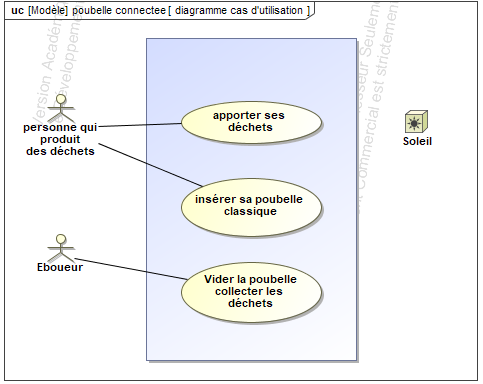 uc [Modèle] poubelle connectee [ diagramme cas d'utilisation ]
personne qui
produit
des déchets
apporter ses
déchets
Soleil
insérer sa poubelle
classique
Eboueur
Vider la poubelle
collecter les
déchets